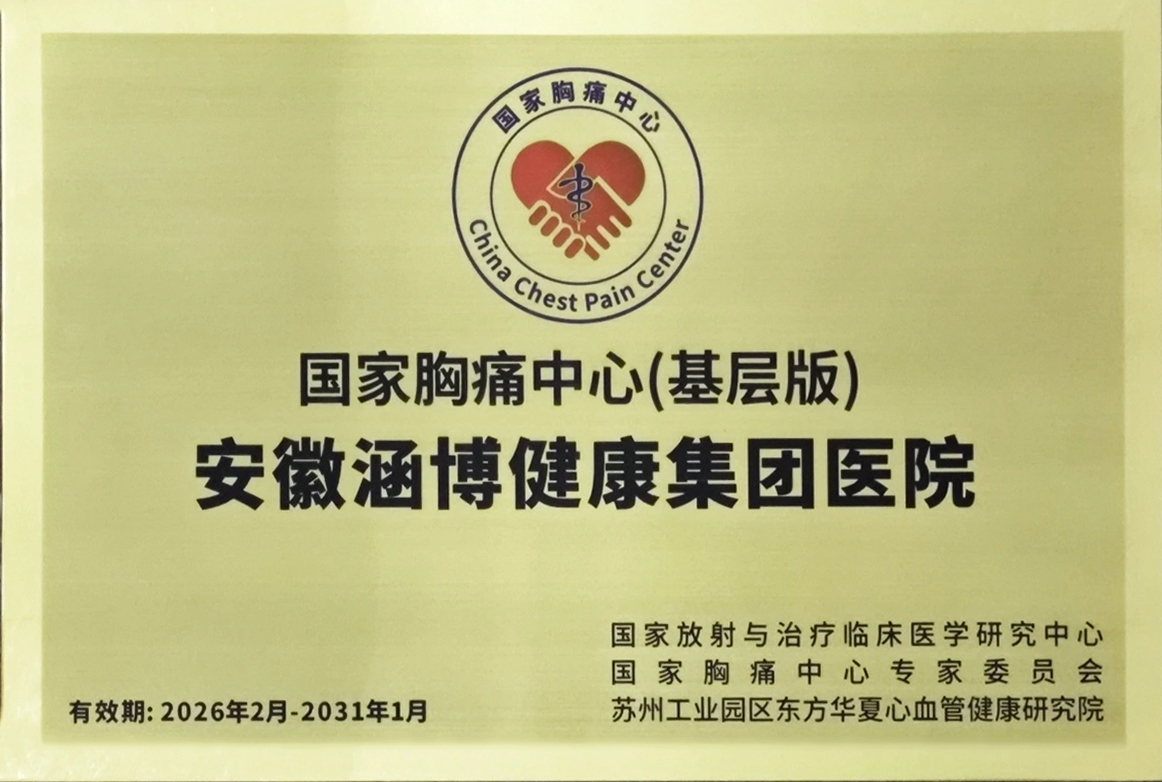 国家胸痛中心
China Chest Pain Center
国家胸痛中心(基层版)
安徽涵博健康集团医院
国家放射与治疗临床医学研究中心
国家胸痛中心专家委员会
有效期: 2026年2月-2031年1月
苏州工业园区东方华夏心血管健康研究院